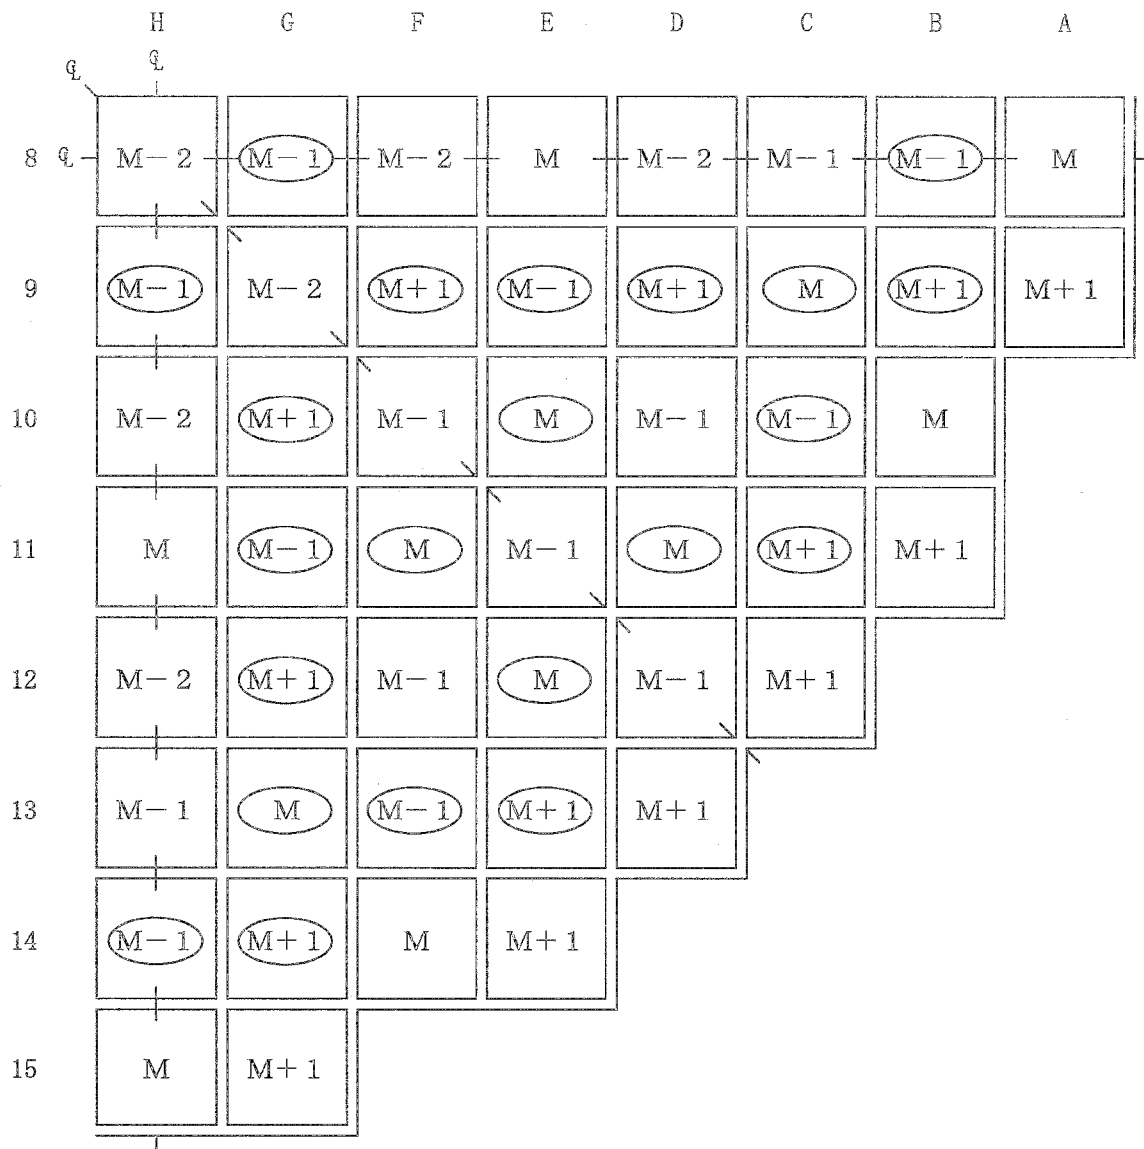 H G F E D C B A
℄ ℄
8 ℄ M－2 M－1 M－2 M M－2 M－1 M－1 M
9 M－1 M－2 M＋1 M－1 M＋1 M M＋1 M＋1
10 M－2 M＋1 M－1 M M－1 M－1 M
11 M M－1 M M－1 M M＋1 M＋1
12 M－2 M＋1 M－1 M M－1 M＋1
13 M－1 M M－1 M＋1 M＋1
14 M－1 M＋1 M M＋1
15 M M＋1